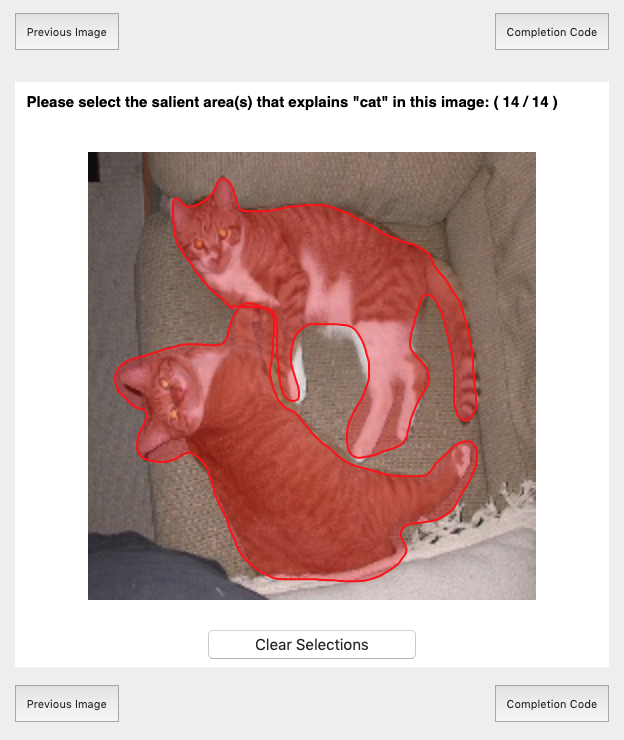 Previous Image
Completion Code
Please select the salient area(s) that explains "cat" in this image: ( 14 / 14 )
Clear Selections
Previous Image
Completion Code